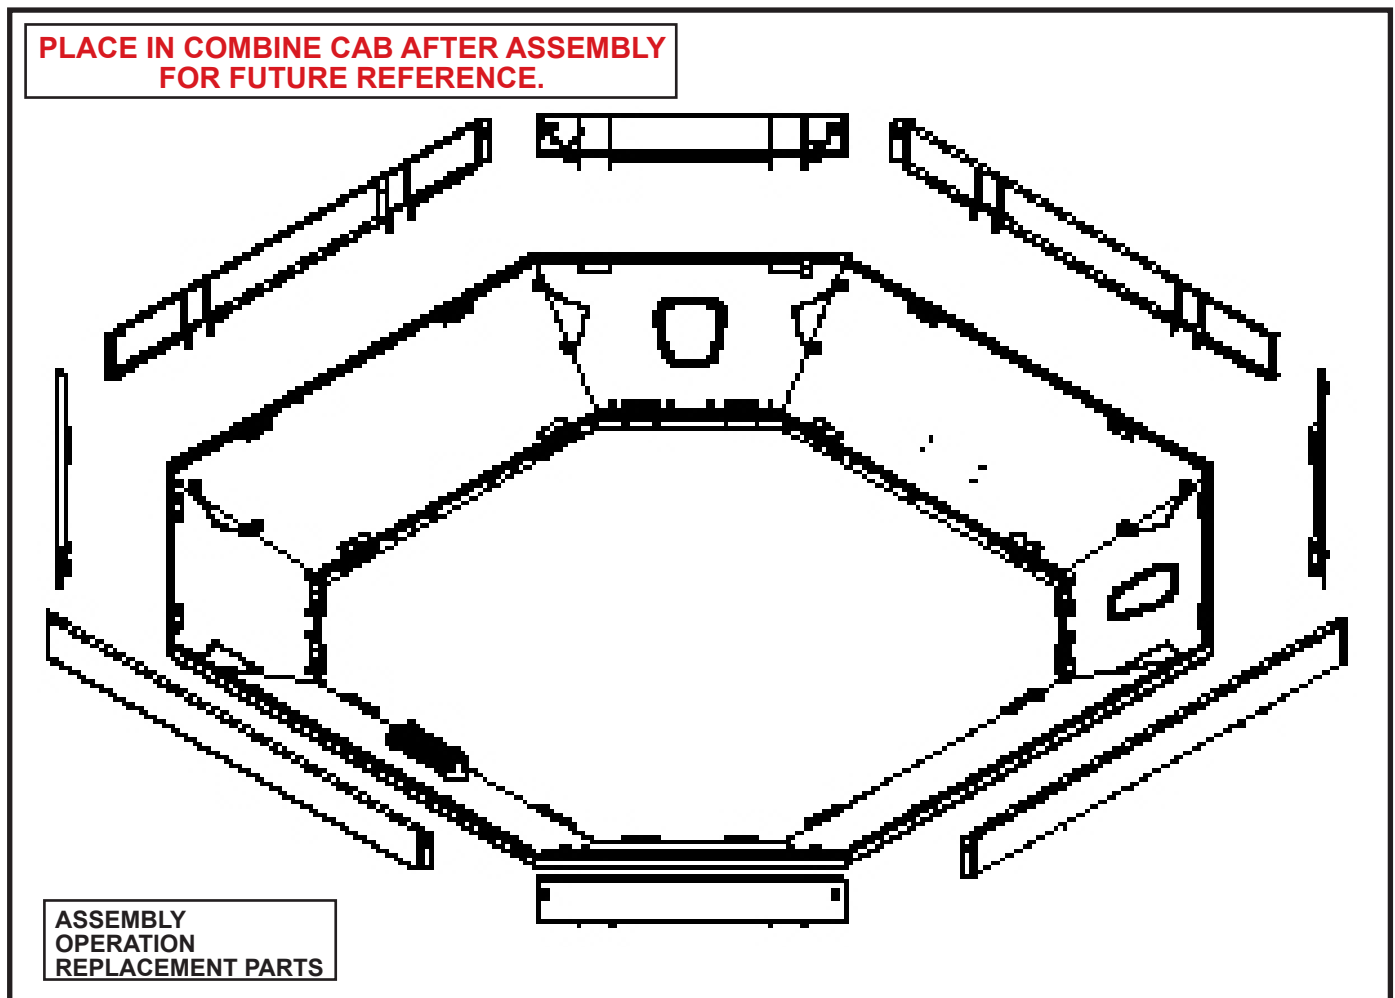 PLACE IN COMBINE CAB AFTER ASSEMBLY
FOR FUTURE REFERENCE.
ASSEMBLY
OPERATION
REPLACEMENT PARTS